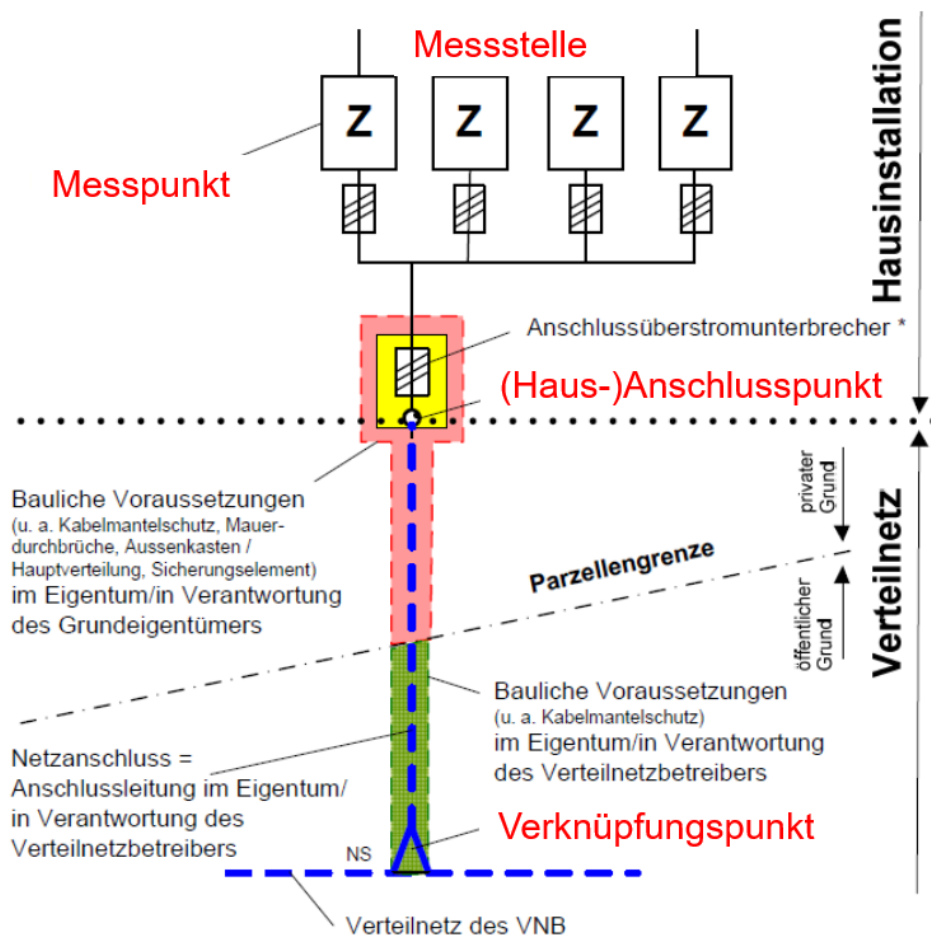 Messstelle
Z
Z
Z
Z
Messpunkt
Hausinstallation
Anschlussüberstromunterbrecher *
(Haus-)Anschlusspunkt
Bauliche Voraussetzungen
(u. a. Kabelmantelschutz, Mauer-
durchbrüche, Aussenkasten /
Hauptverteilung, Sicherungselement)
im Eigentum/in Verantwortung
des Grundeigentümers
privater
Grund
Parzellengrenze
öffentlicher
Grund
Verteilnetz
Bauliche Voraussetzungen
(u. a. Kabelmantelschutz)
im Eigentum/in Verantwortung
des Verteilnetzbetreibers
Netzanschluss =
Anschlussleitung im Eigentum/
in Verantwortung des
Verteilnetzbetreibers
Verknüpfungspunkt
NS
Verteilnetz des VNB